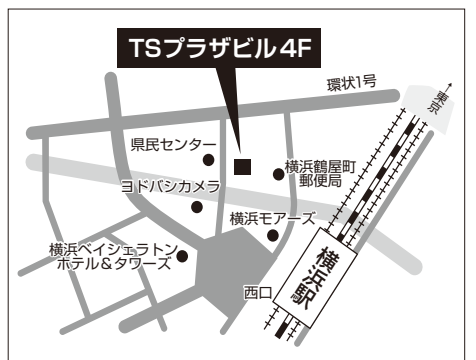 TSプラザビル4F
環状1号
東京
県民センター
横浜鶴屋町
郵便局
ヨドバシカメラ
横浜モアーズ
横浜ベイシェラトン
ホテル&タワーズ
西口
横浜駅